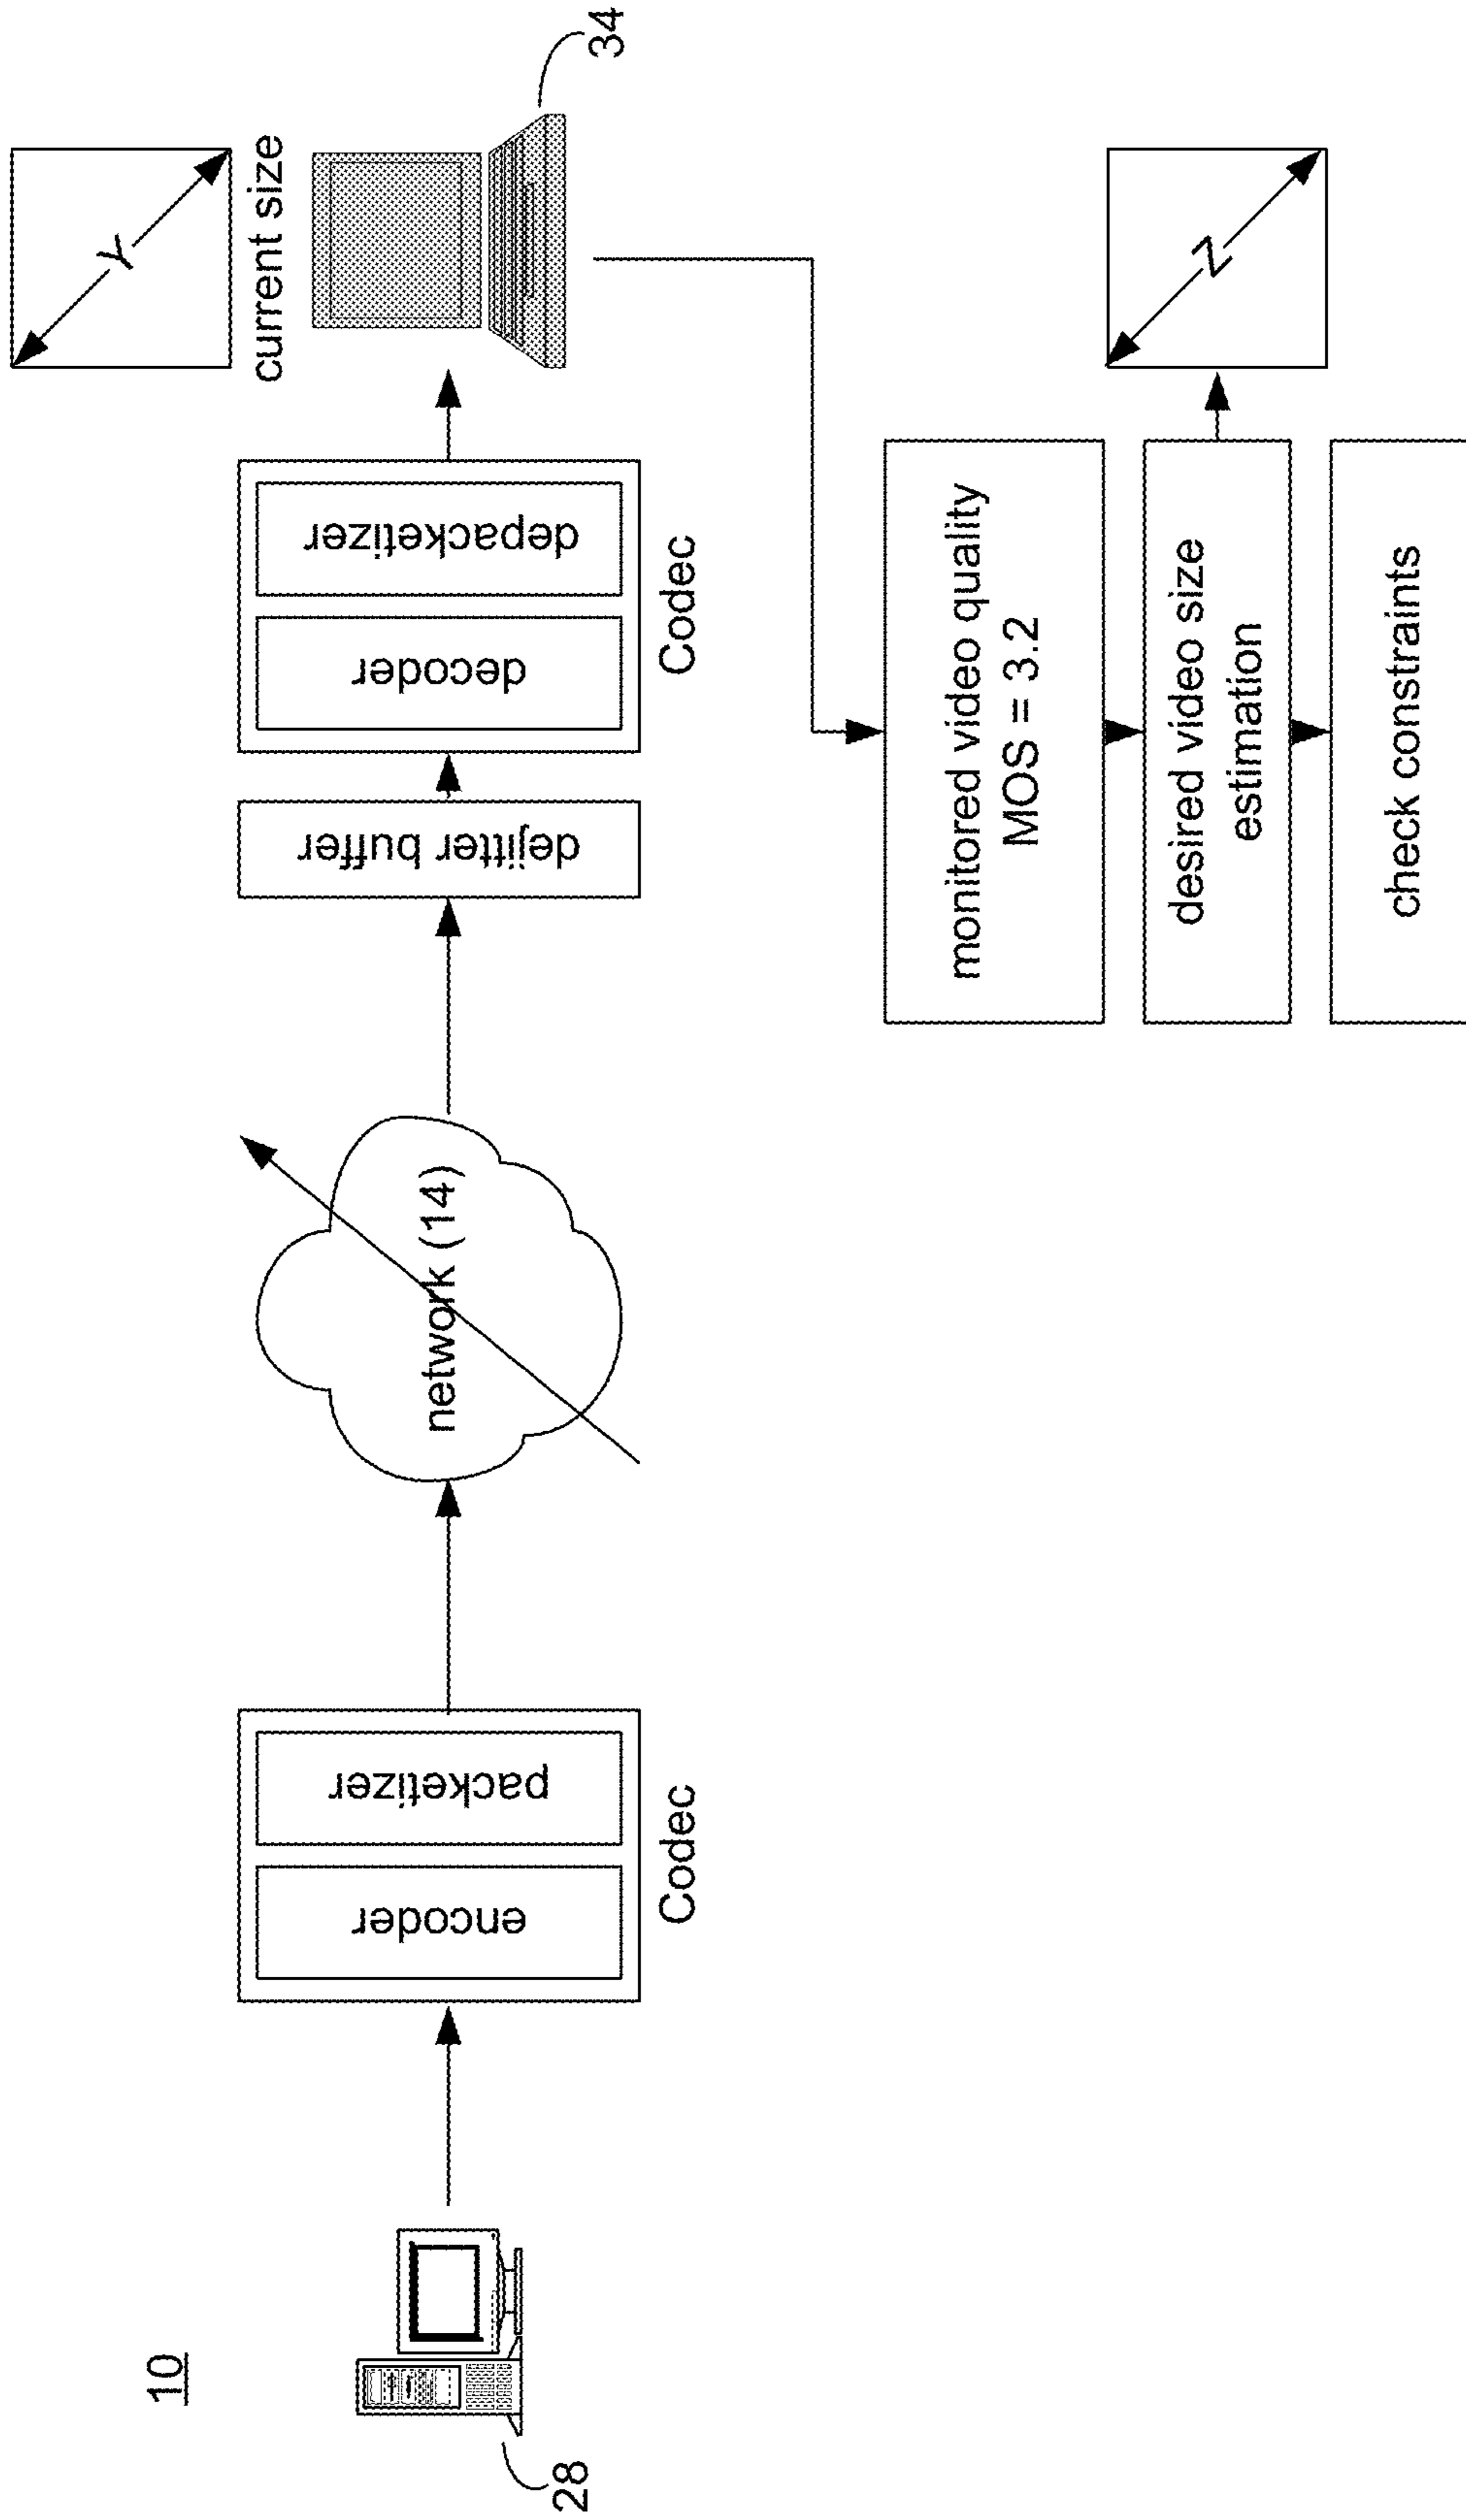 10
28
encoder
packetizer
Codec
network (14)
dejitter buffer
decoder
depacketizer
Codec
Y
current size
34
monitored video quality
MOS = 3.2
desired video size
estimation
Z
check constraints